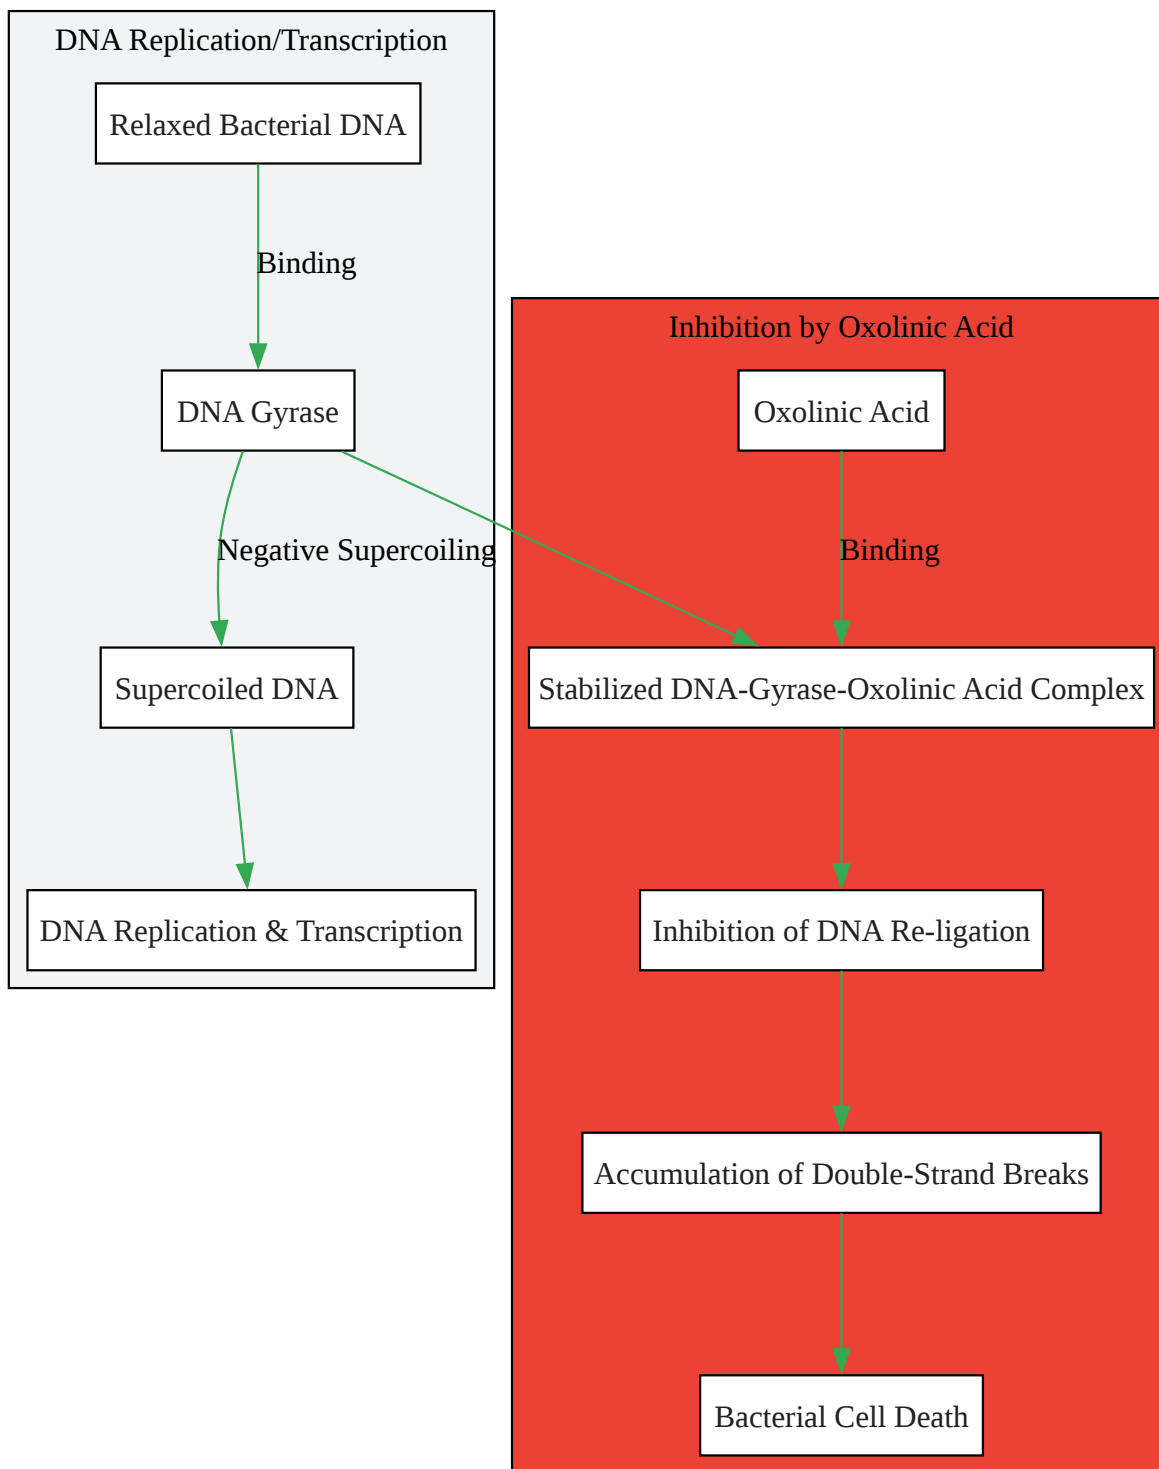 DNA Replication/Transcription
Relaxed Bacterial DNA
Binding
DNA Gyrase
Negative Supercoiling
Supercoiled DNA
DNA Replication & Transcription
Inhibition by Oxolinic Acid
Oxolinic Acid
Binding
Stabilized DNA-Gyrase-Oxolinic Acid Complex
Inhibition of DNA Re-ligation
Accumulation of Double-Strand Breaks
Bacterial Cell Death